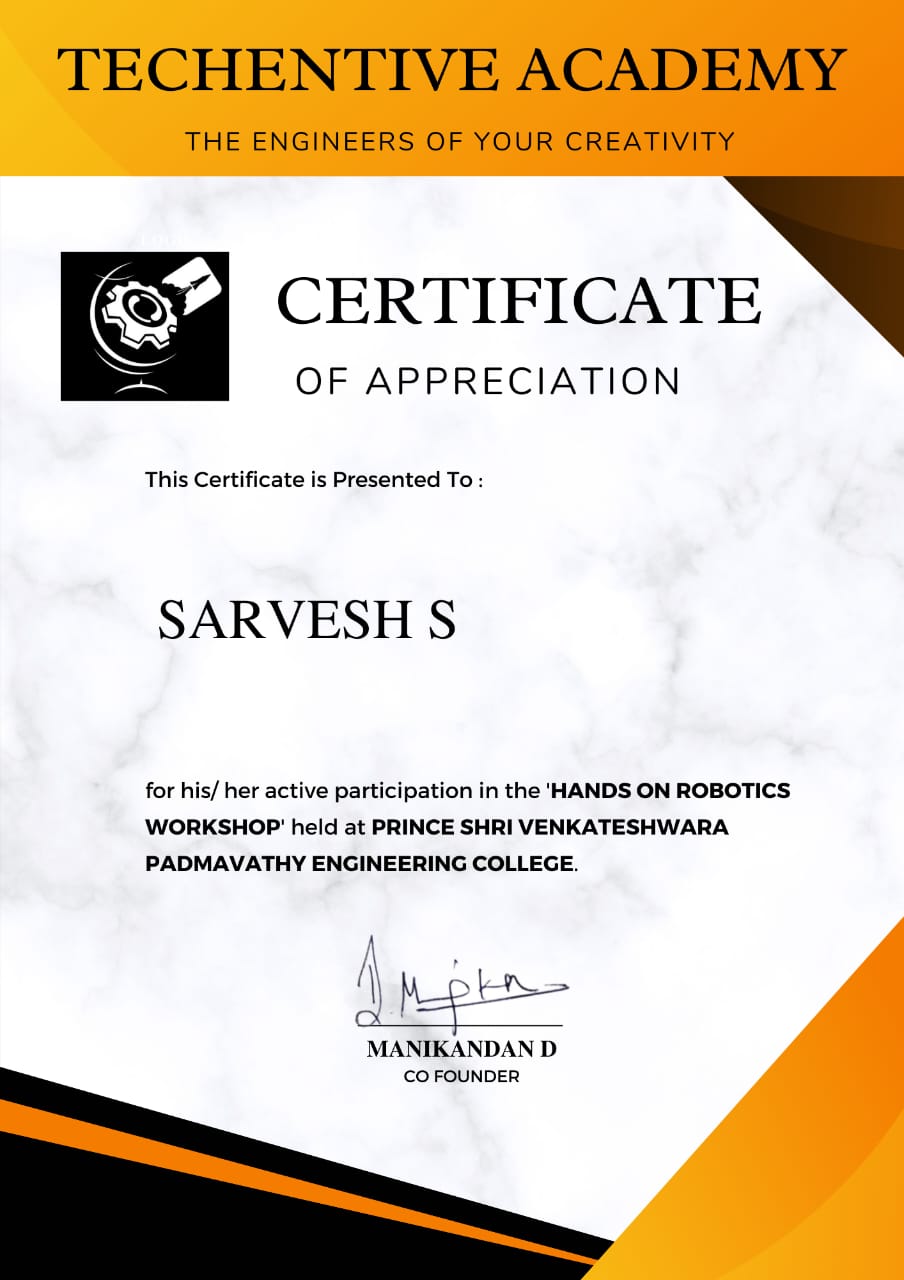 TECHENTIVE ACADEMY
THE ENGINEERS OF YOUR CREATIVITY
CERTIFICATE
OF APPRECIATION
This Certificate is Presented To :
SARVESH S
for his/ her active participation in the 'HANDS ON ROBOTICS
WORKSHOP' held at PRINCE SHRI VENKATESHWARA
PADMAVATHY ENGINEERING COLLEGE.
MANIKANDAN D
CO FOUNDER